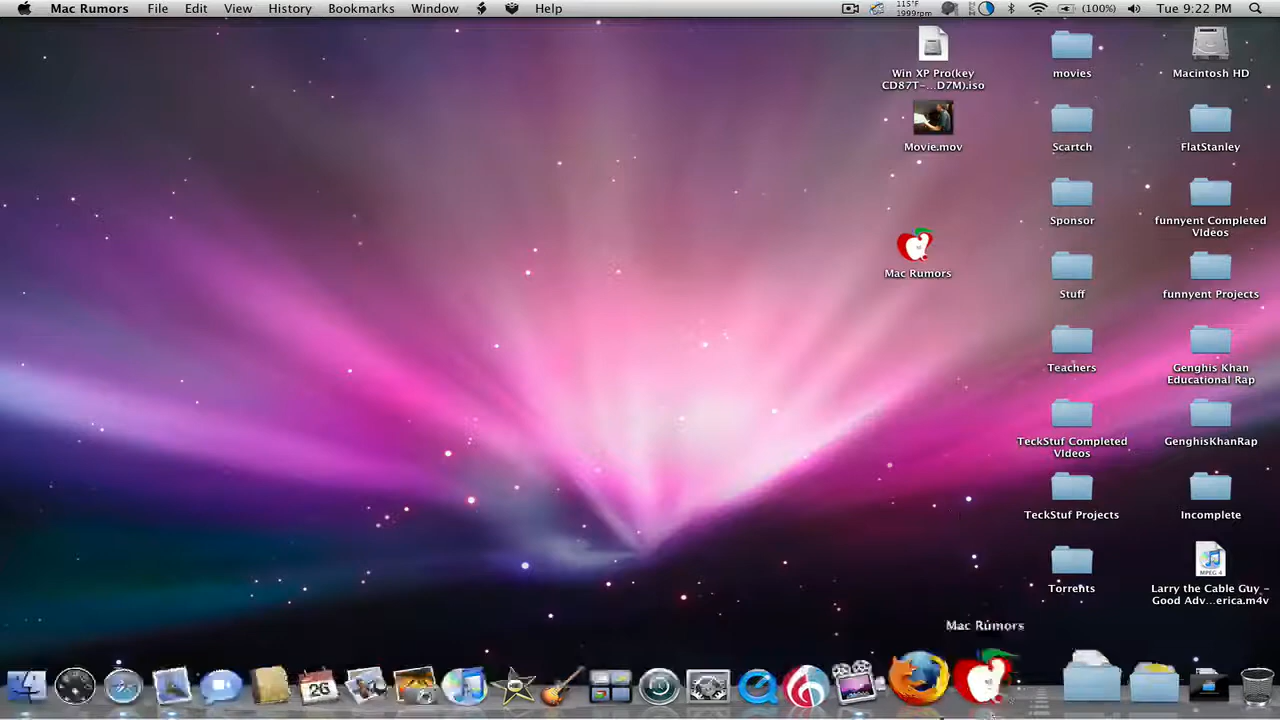 Mac Rumors File Edit View History Bookmarks Window Help 115°F 1999rpm (100%) Tue 9:22 PM
Win XP Pro(key
CD87T-...D7M).iso
Movie.mov
Mac Rumors
movies
Scartch
Sponsor
Stuff
Teachers
TeckStuf Completed
VIdeos
TeckStuf Projects
Torrents
Macintosh HD
FlatStanley
funnyent Completed
VIdeos
funnyent Projects
Genghis Khan
Educational Rap
GenghisKhanRap
Incomplete
MPEG 4
Larry the Cable Guy -
Good Adv...erica.m4v
Mac Rumors
26